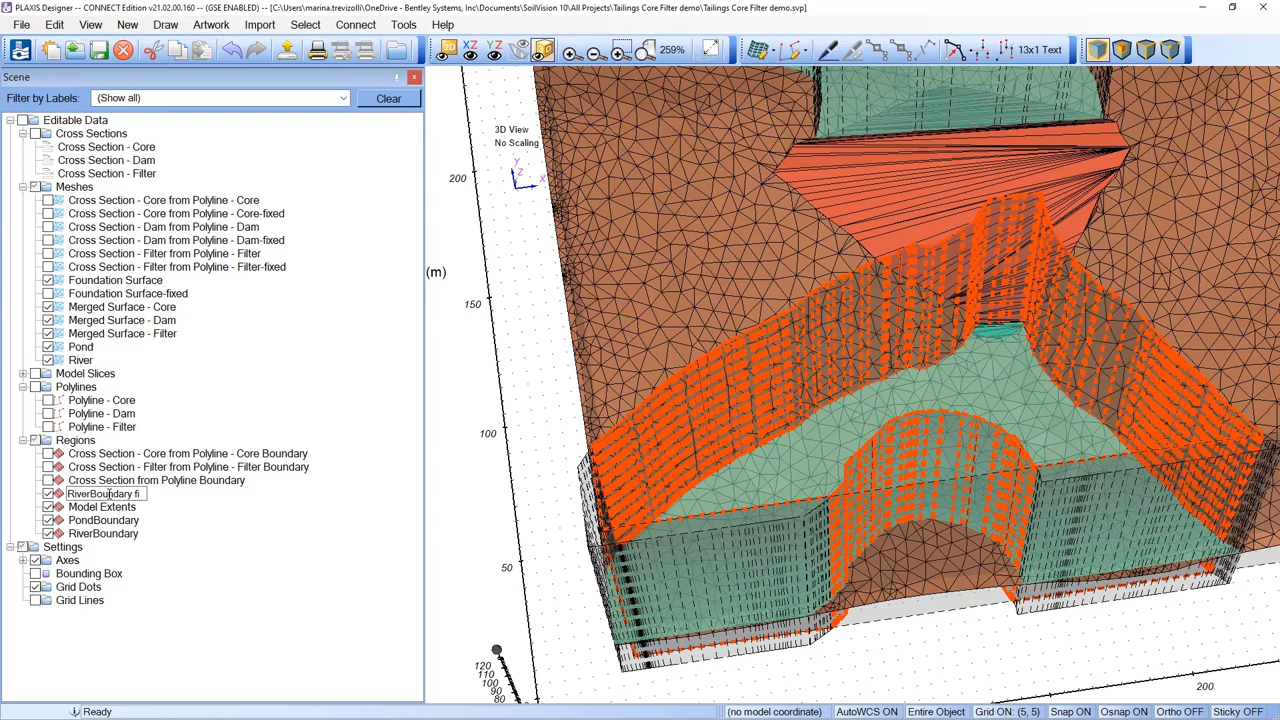 PLAXIS Designer -- CONNECT Edition v21.02.00.160 -- (GSE ENABLED) -- [C:\Users\marina.trevizolli\OneDrive - Bentley Systems, Inc\Documents\SoilVision 10\All Projects\Tailings Core Filter demo\Tailings Core Filter demo.svp]
File Edit View New Draw Artwork Import Select Connect Tools Help
2D XZ YZ 3D 259% 13x1 Text
Scene
Filter by Labels: (Show all) Clear
Editable Data
Cross Sections
Cross Section - Core
Cross Section - Dam
Cross Section - Filter
Meshes
Cross Section - Core from Polyline - Core
Cross Section - Core from Polyline - Core-fixed
Cross Section - Dam from Polyline - Dam
Cross Section - Dam from Polyline - Dam-fixed
Cross Section - Filter from Polyline - Filter
Cross Section - Filter from Polyline - Filter-fixed
Foundation Surface
Foundation Surface-fixed
Merged Surface - Core
Merged Surface - Dam
Merged Surface - Filter
Pond
River
Model Slices
Polylines
Polyline - Core
Polyline - Dam
Polyline - Filter
Regions
Cross Section - Core from Polyline - Core Boundary
Cross Section - Filter from Polyline - Filter Boundary
Cross Section from Polyline Boundary
RiverBoundary fi
Model Extents
PondBoundary
RiverBoundary
Settings
Axes
Bounding Box
Grid Dots
Grid Lines
3D View
No Scaling
Y
Z
X
200
(m)
150
100
50
120
110
100
90
80
200
Ready
(no model coordinate) AutoWCS ON Entire Object Grid ON: (5, 5) Snap ON Osnap ON Ortho OFF Sticky OFF